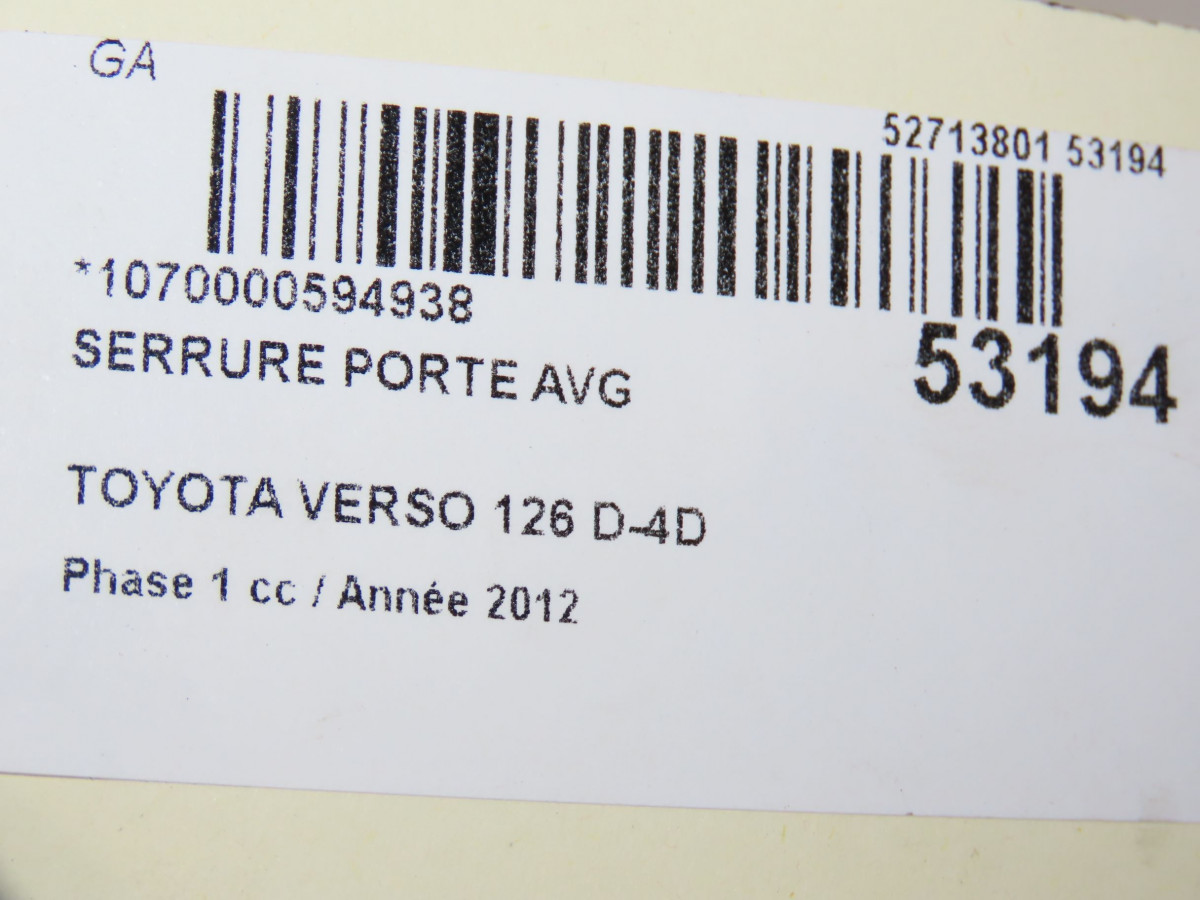 GA
52713801 53194
*1070000594938
SERRURE PORTE AVG
53194
TOYOTA VERSO 126 D-4D
Phase 1 cc / Année 2012